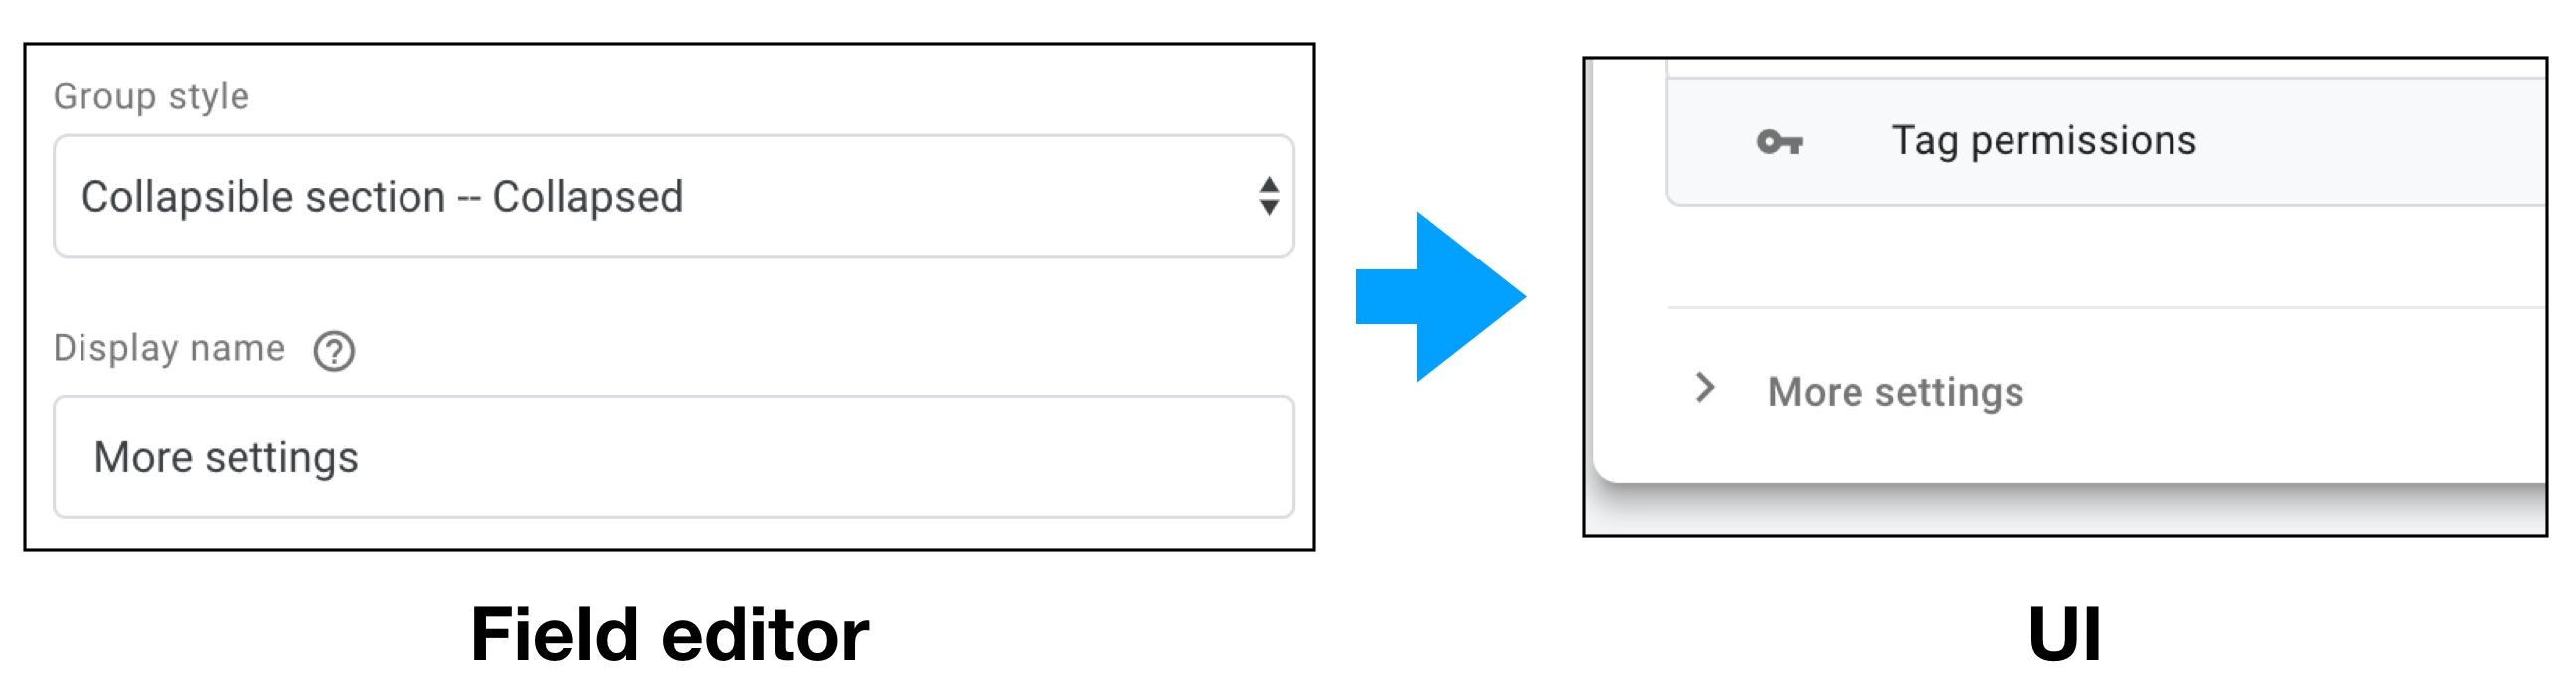 Group style
Collapsible section -- Collapsed
Display name
More settings
Field editor
Tag permissions
More settings
UI